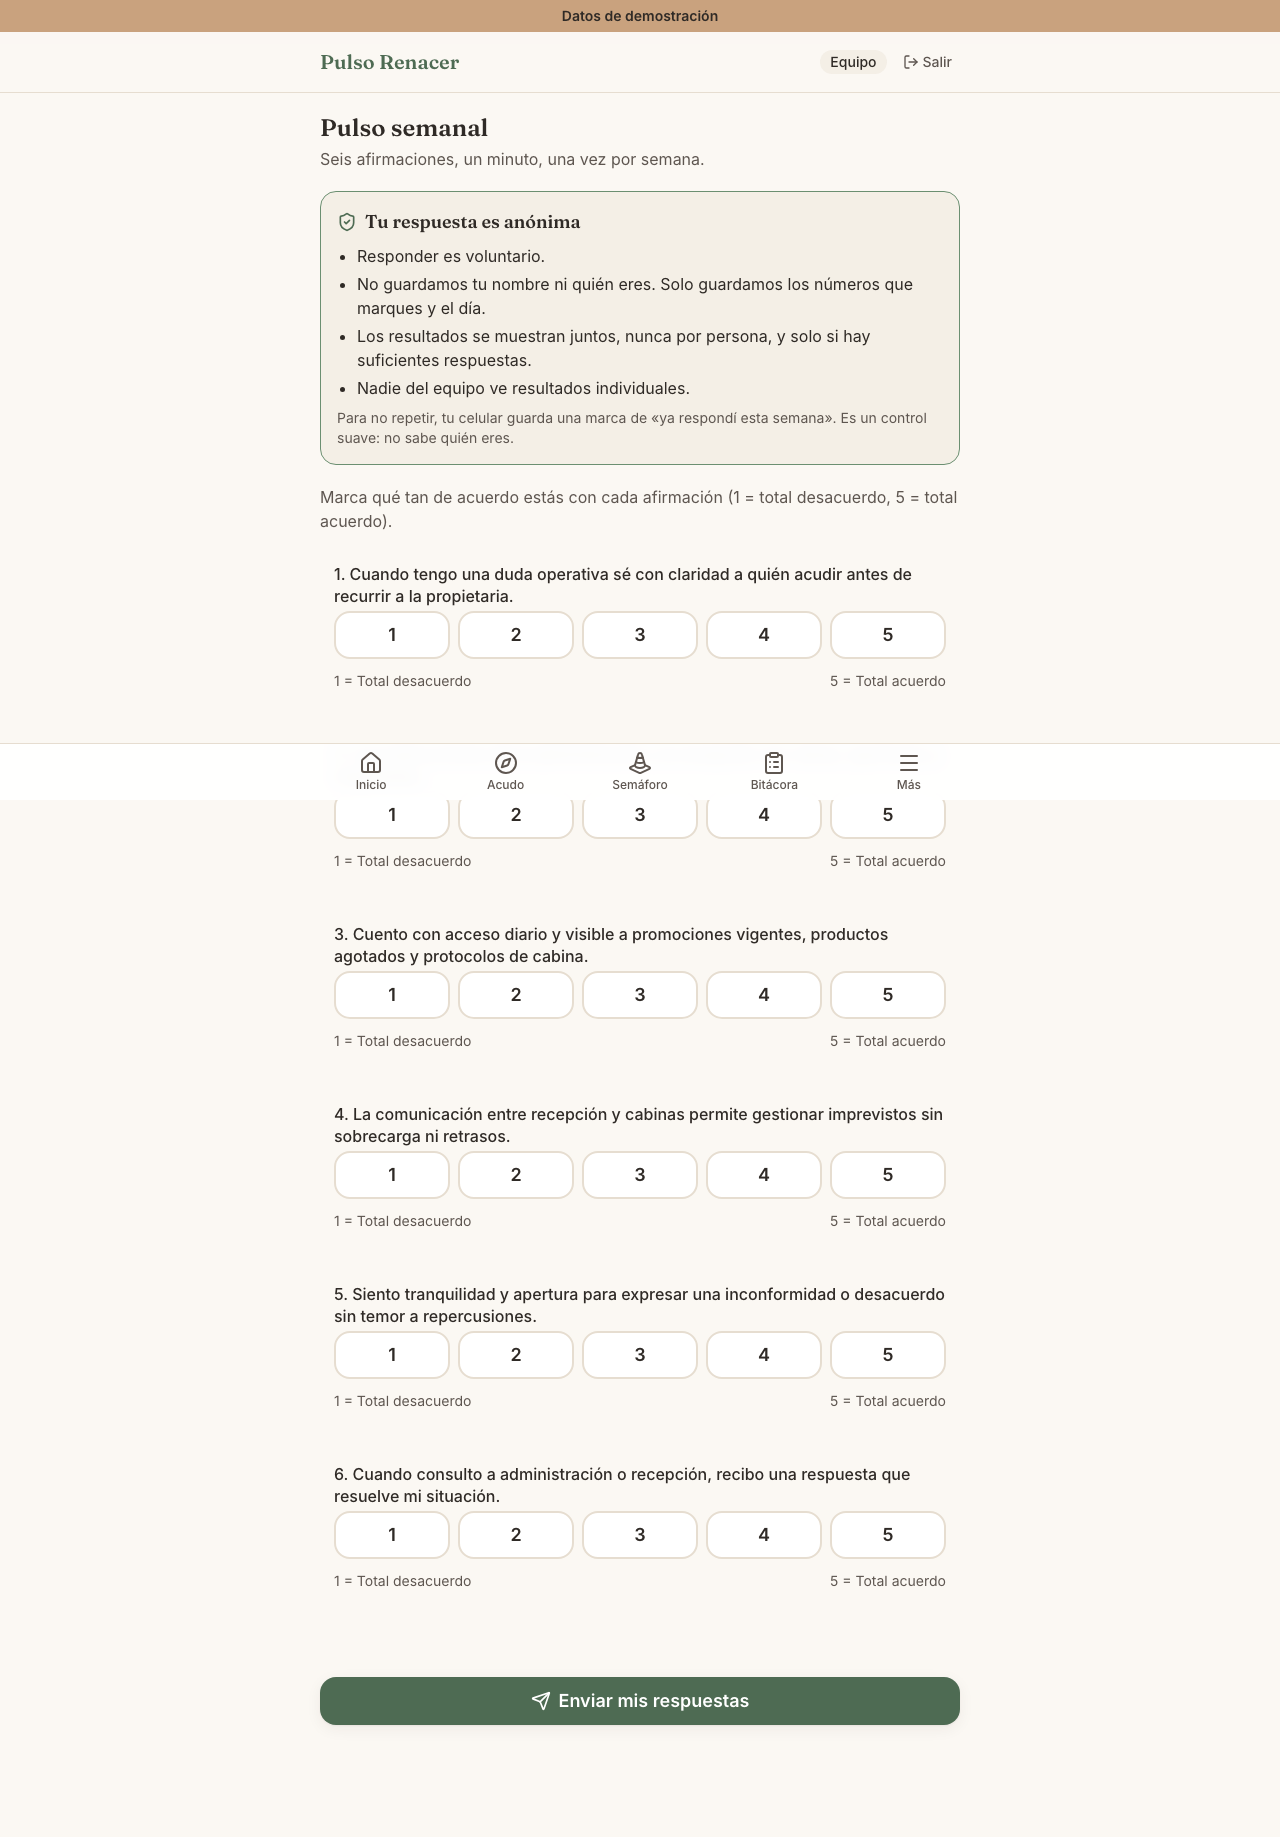 Datos de demostración
Pulso Renacer
Equipo
Salir
Pulso semanal
Seis afirmaciones, un minuto, una vez por semana.
Tu respuesta es anónima
• Responder es voluntario.
• No guardamos tu nombre ni quién eres. Solo guardamos los números que
marques y el día.
• Los resultados se muestran juntos, nunca por persona, y solo si hay
suficientes respuestas.
• Nadie del equipo ve resultados individuales.
Para no repetir, tu celular guarda una marca de «ya respondí esta semana». Es un control
suave: no sabe quién eres.
Marca qué tan de acuerdo estás con cada afirmación (1 = total desacuerdo, 5 = total
acuerdo).
1. Cuando tengo una duda operativa sé con claridad a quién acudir antes de
recurrir a la propietaria.
1 2 3 4 5
1 = Total desacuerdo 5 = Total acuerdo
Inicio Acudo Semáforo Bitácora Más
1 2 3 4 5
1 = Total desacuerdo 5 = Total acuerdo
3. Cuento con acceso diario y visible a promociones vigentes, productos
agotados y protocolos de cabina.
1 2 3 4 5
1 = Total desacuerdo 5 = Total acuerdo
4. La comunicación entre recepción y cabinas permite gestionar imprevistos sin
sobrecarga ni retrasos.
1 2 3 4 5
1 = Total desacuerdo 5 = Total acuerdo
5. Siento tranquilidad y apertura para expresar una inconformidad o desacuerdo
sin temor a repercusiones.
1 2 3 4 5
1 = Total desacuerdo 5 = Total acuerdo
6. Cuando consulto a administración o recepción, recibo una respuesta que
resuelve mi situación.
1 2 3 4 5
1 = Total desacuerdo 5 = Total acuerdo
Enviar mis respuestas